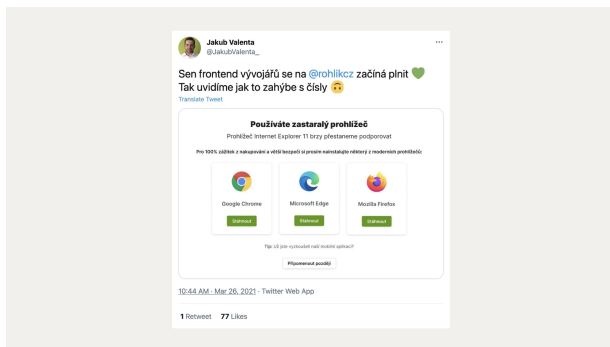 Jakub Valenta
@JakubValenta_
Sen frontend vývojářů se na @rohlikcz začíná plnit 💚
Tak uvidíme jak to zahýbe s čísly 🙃
Translate Tweet
Používáte zastaralý prohlížeč
Prohlížeč Internet Explorer 11 brzy přestaneme podporovat
Pro 100% zážitek z nakupování a větší bezpečí si prosím nainstalujte některý z moderních prohlížečů:
Google Chrome
Stáhnout
Microsoft Edge
Stáhnout
Mozilla Firefox
Stáhnout
Tip: Už jste vyzkoušeli naší mobilní aplikaci?
Připomenout později
10:44 AM · Mar 26, 2021 · Twitter Web App
1 Retweet 77 Likes